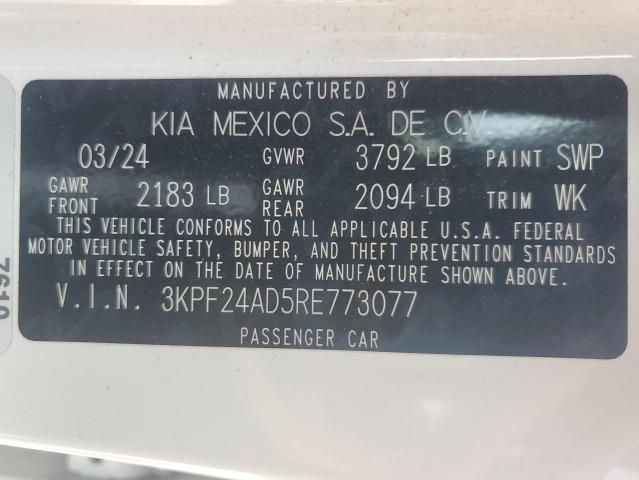 MANUFACTURED BY
KIA MEXICO S.A. DE C.V.
03/24 GVWR 3792 LB PAINT SWP
GAWR FRONT 2183 LB GAWR REAR 2094 LB TRIM WK
THIS VEHICLE CONFORMS TO ALL APPLICABLE U.S.A. FEDERAL
MOTOR VEHICLE SAFETY, BUMPER, AND THEFT PREVENTION STANDARDS
IN EFFECT ON THE DATE OF MANUFACTURE SHOWN ABOVE.
V.I.N. 3KPF24AD5RE773077
PASSENGER CAR